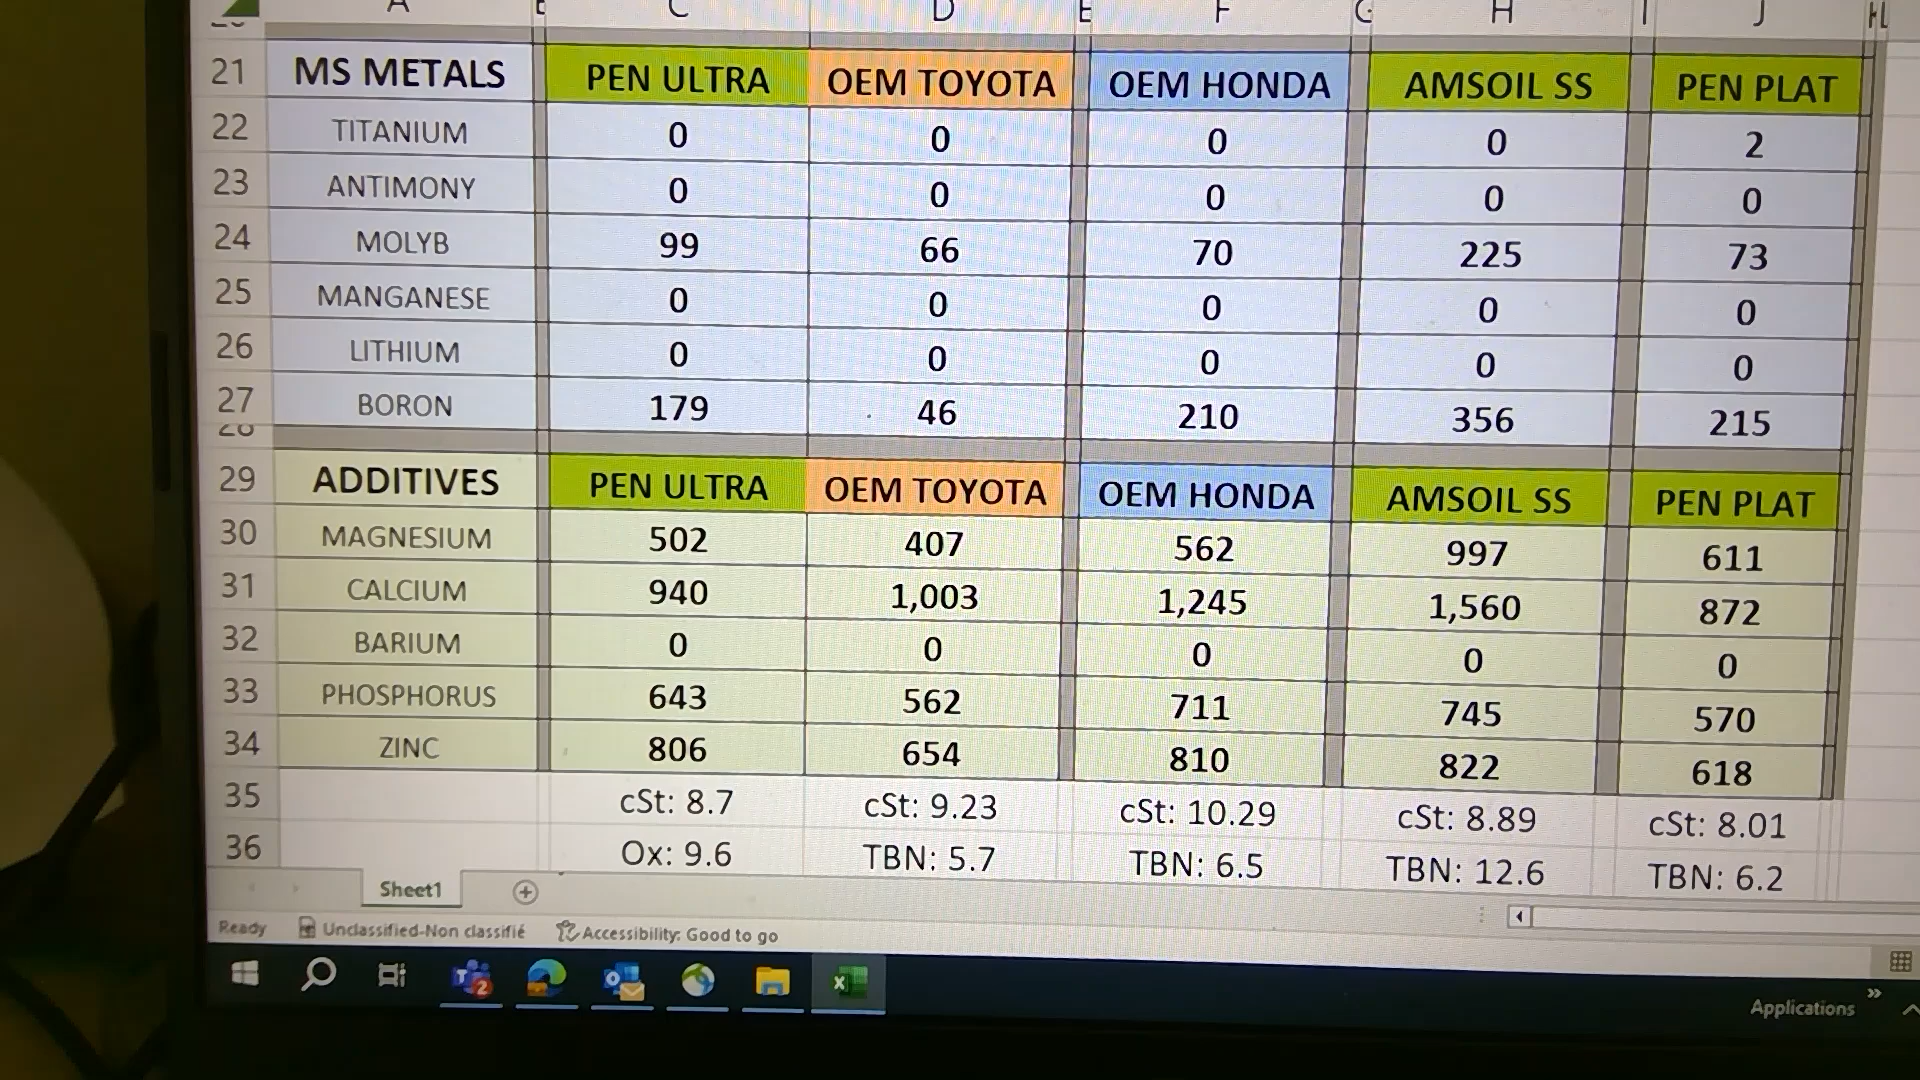 A C D E F G H I J
21 MS METALS PEN ULTRA OEM TOYOTA OEM HONDA AMSOIL SS PEN PLAT
22 TITANIUM 0 0 0 0 2
23 ANTIMONY 0 0 0 0 0
24 MOLYB 99 66 70 225 73
25 MANGANESE 0 0 0 0 0
26 LITHIUM 0 0 0 0 0
27 BORON 179 46 210 356 215
29 ADDITIVES PEN ULTRA OEM TOYOTA OEM HONDA AMSOIL SS PEN PLAT
30 MAGNESIUM 502 407 562 997 611
31 CALCIUM 940 1,003 1,245 1,560 872
32 BARIUM 0 0 0 0 0
33 PHOSPHORUS 643 562 711 745 570
34 ZINC 806 654 810 822 618
35 cSt: 8.7 cSt: 9.23 cSt: 10.29 cSt: 8.89 cSt: 8.01
36 Ox: 9.6 TBN: 5.7 TBN: 6.5 TBN: 12.6 TBN: 6.2
Sheet1
Ready Unclassified-Non classifié Accessibility: Good to go
2
Applications